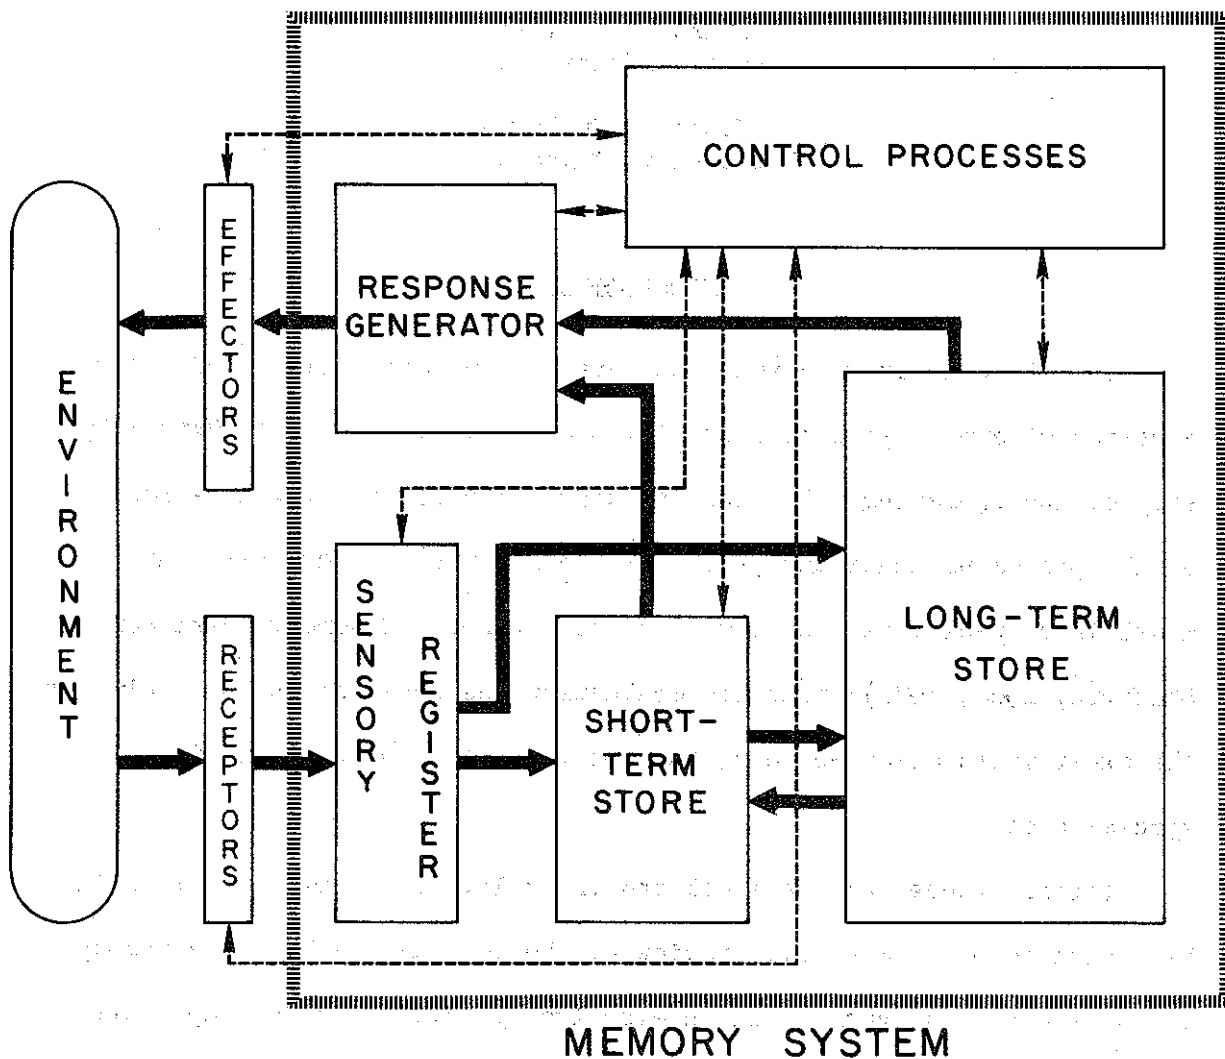 CONTROL PROCESSES
EFFECTORS
RESPONSE
GENERATOR
ENVIRONMENT
SENSORY
REGISTER
LONG-TERM
STORE
RECEPTORS
SHORT-
TERM
STORE
MEMORY SYSTEM